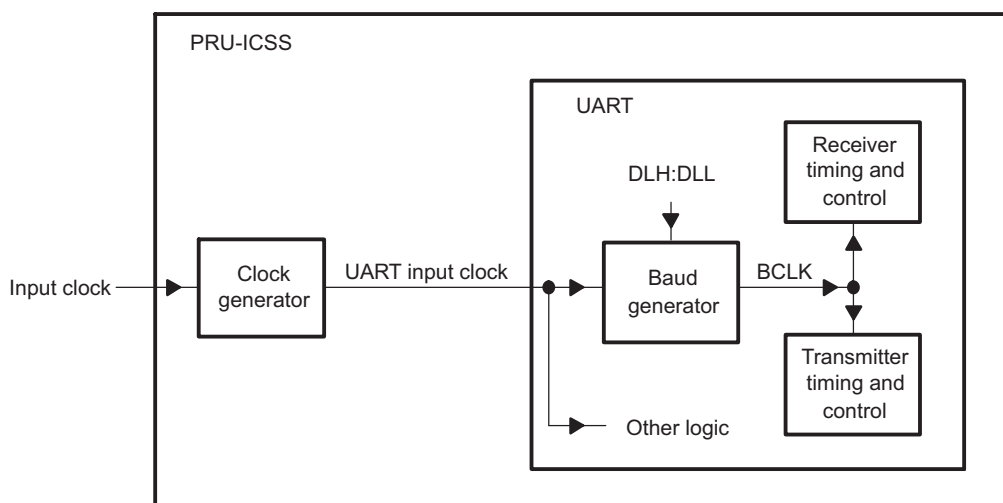 PRU-ICSS
UART
Receiver
timing and
control
DLH:DLL
Input clock
Clock
generator
UART input clock
Baud
generator
BCLK
Transmitter
timing and
control
Other logic